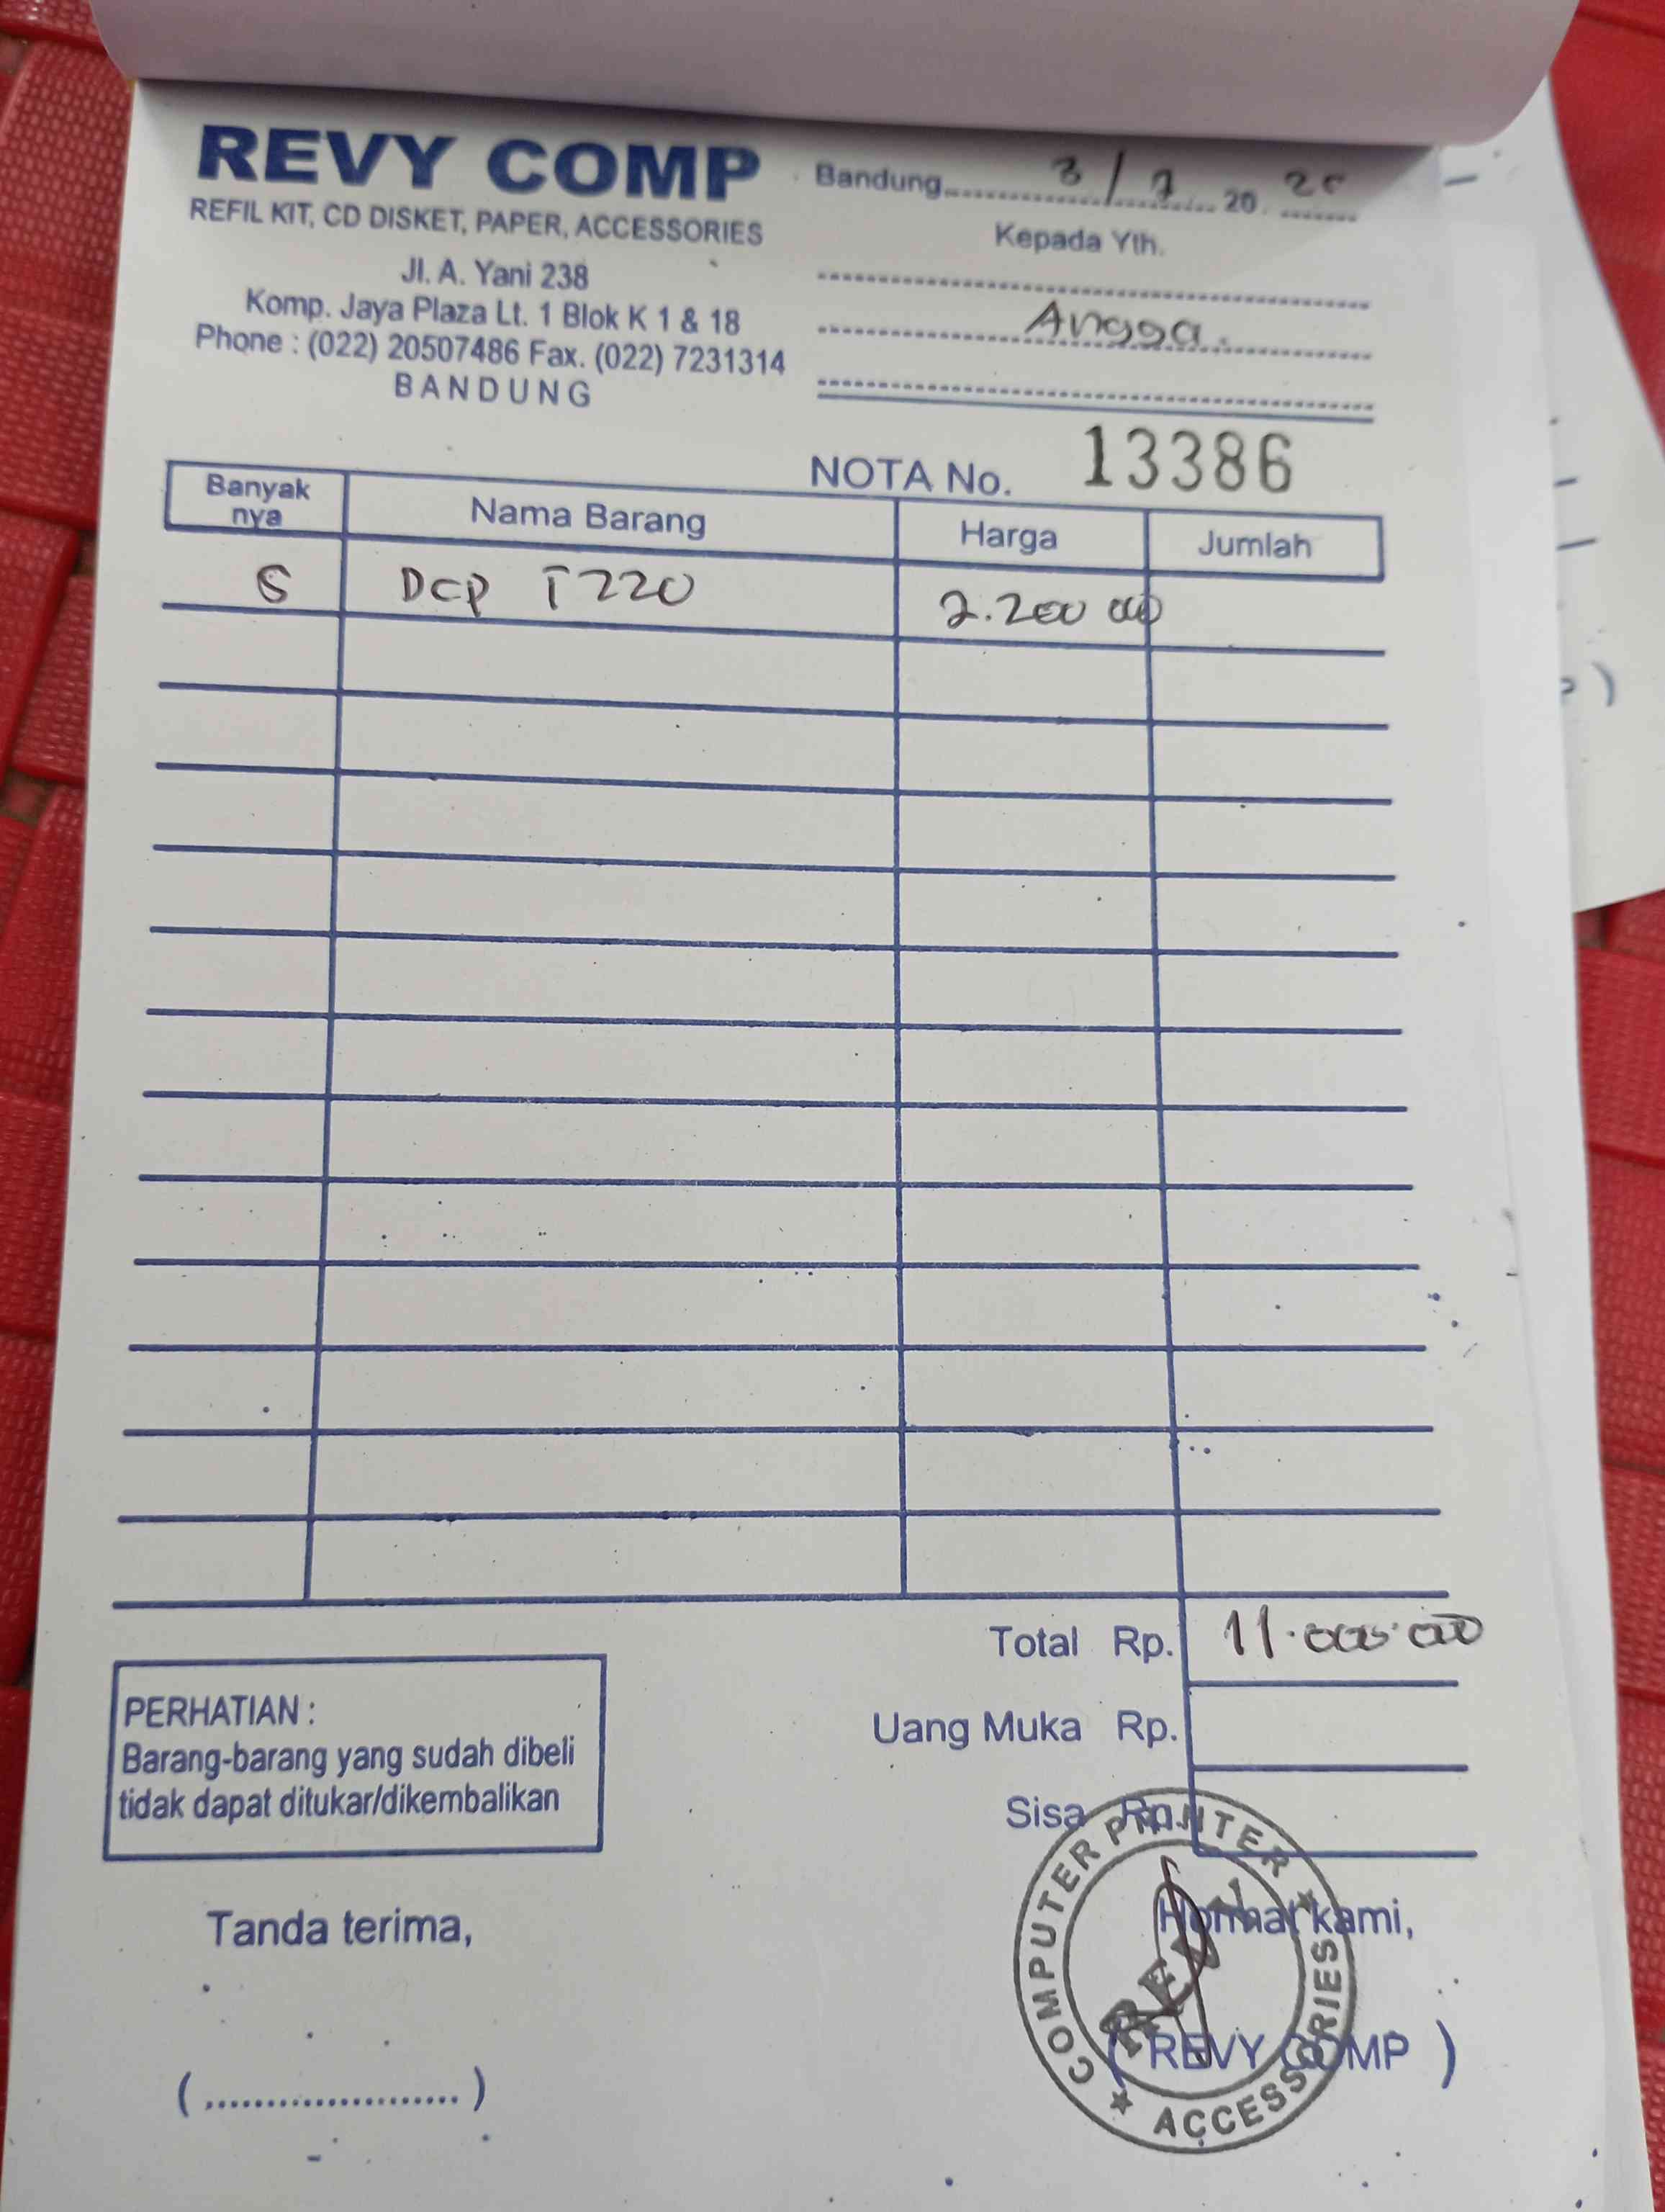 REVY COMP
REFIL KIT, CD DISKET, PAPER, ACCESSORIES
Jl. A. Yani 238
Komp. Jaya Plaza Lt. 1 Blok K 1 & 18
Phone : (022) 20507486 Fax. (022) 7231314
BANDUNG
Bandung, 3/7 20
Kepada Yth.
Angga.
NOTA No. 13386
Banyak nya Nama Barang Harga Jumlah
5 DCP T220 2.200 000
Total Rp. 11.000.000
Uang Muka Rp.
Sisa Rp.
PERHATIAN :
Barang-barang yang sudah dibeli
tidak dapat ditukar/dikembalikan
Tanda terima,
Hormat kami,
( REVY COMP )
COMPUTER PRINTER ★ ACCESSORIES ★
REVY